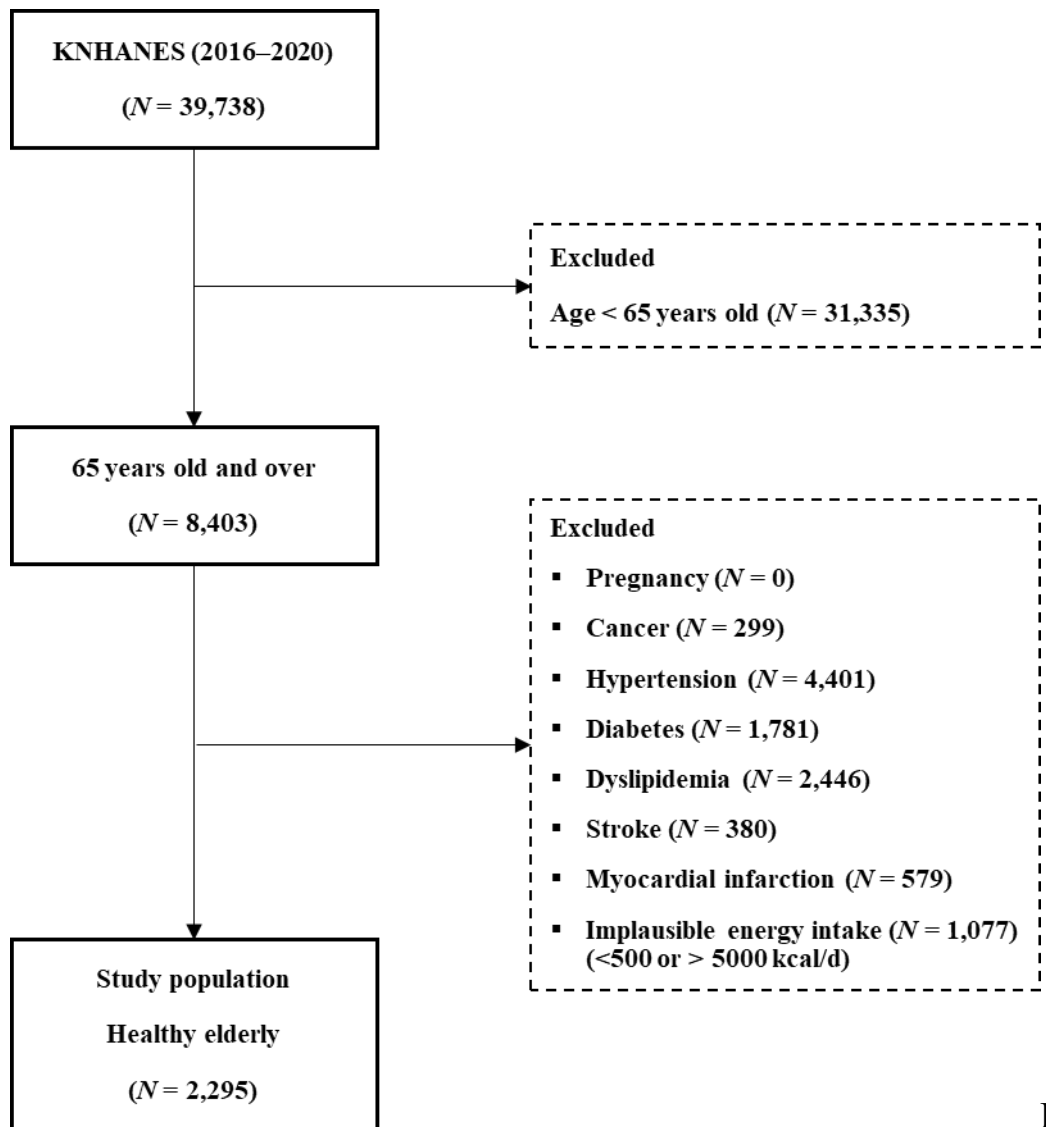 KNHANES (2016–2020)
(N = 39,738)
Excluded
Age < 65 years old (N = 31,335)
65 years old and over
(N = 8,403)
Excluded
▪ Pregnancy (N = 0)
▪ Cancer (N = 299)
▪ Hypertension (N = 4,401)
▪ Diabetes (N = 1,781)
▪ Dyslipidemia (N = 2,446)
▪ Stroke (N = 380)
▪ Myocardial infarction (N = 579)
▪ Implausible energy intake (N = 1,077)
(<500 or > 5000 kcal/d)
Study population
Healthy elderly
(N = 2,295)
]